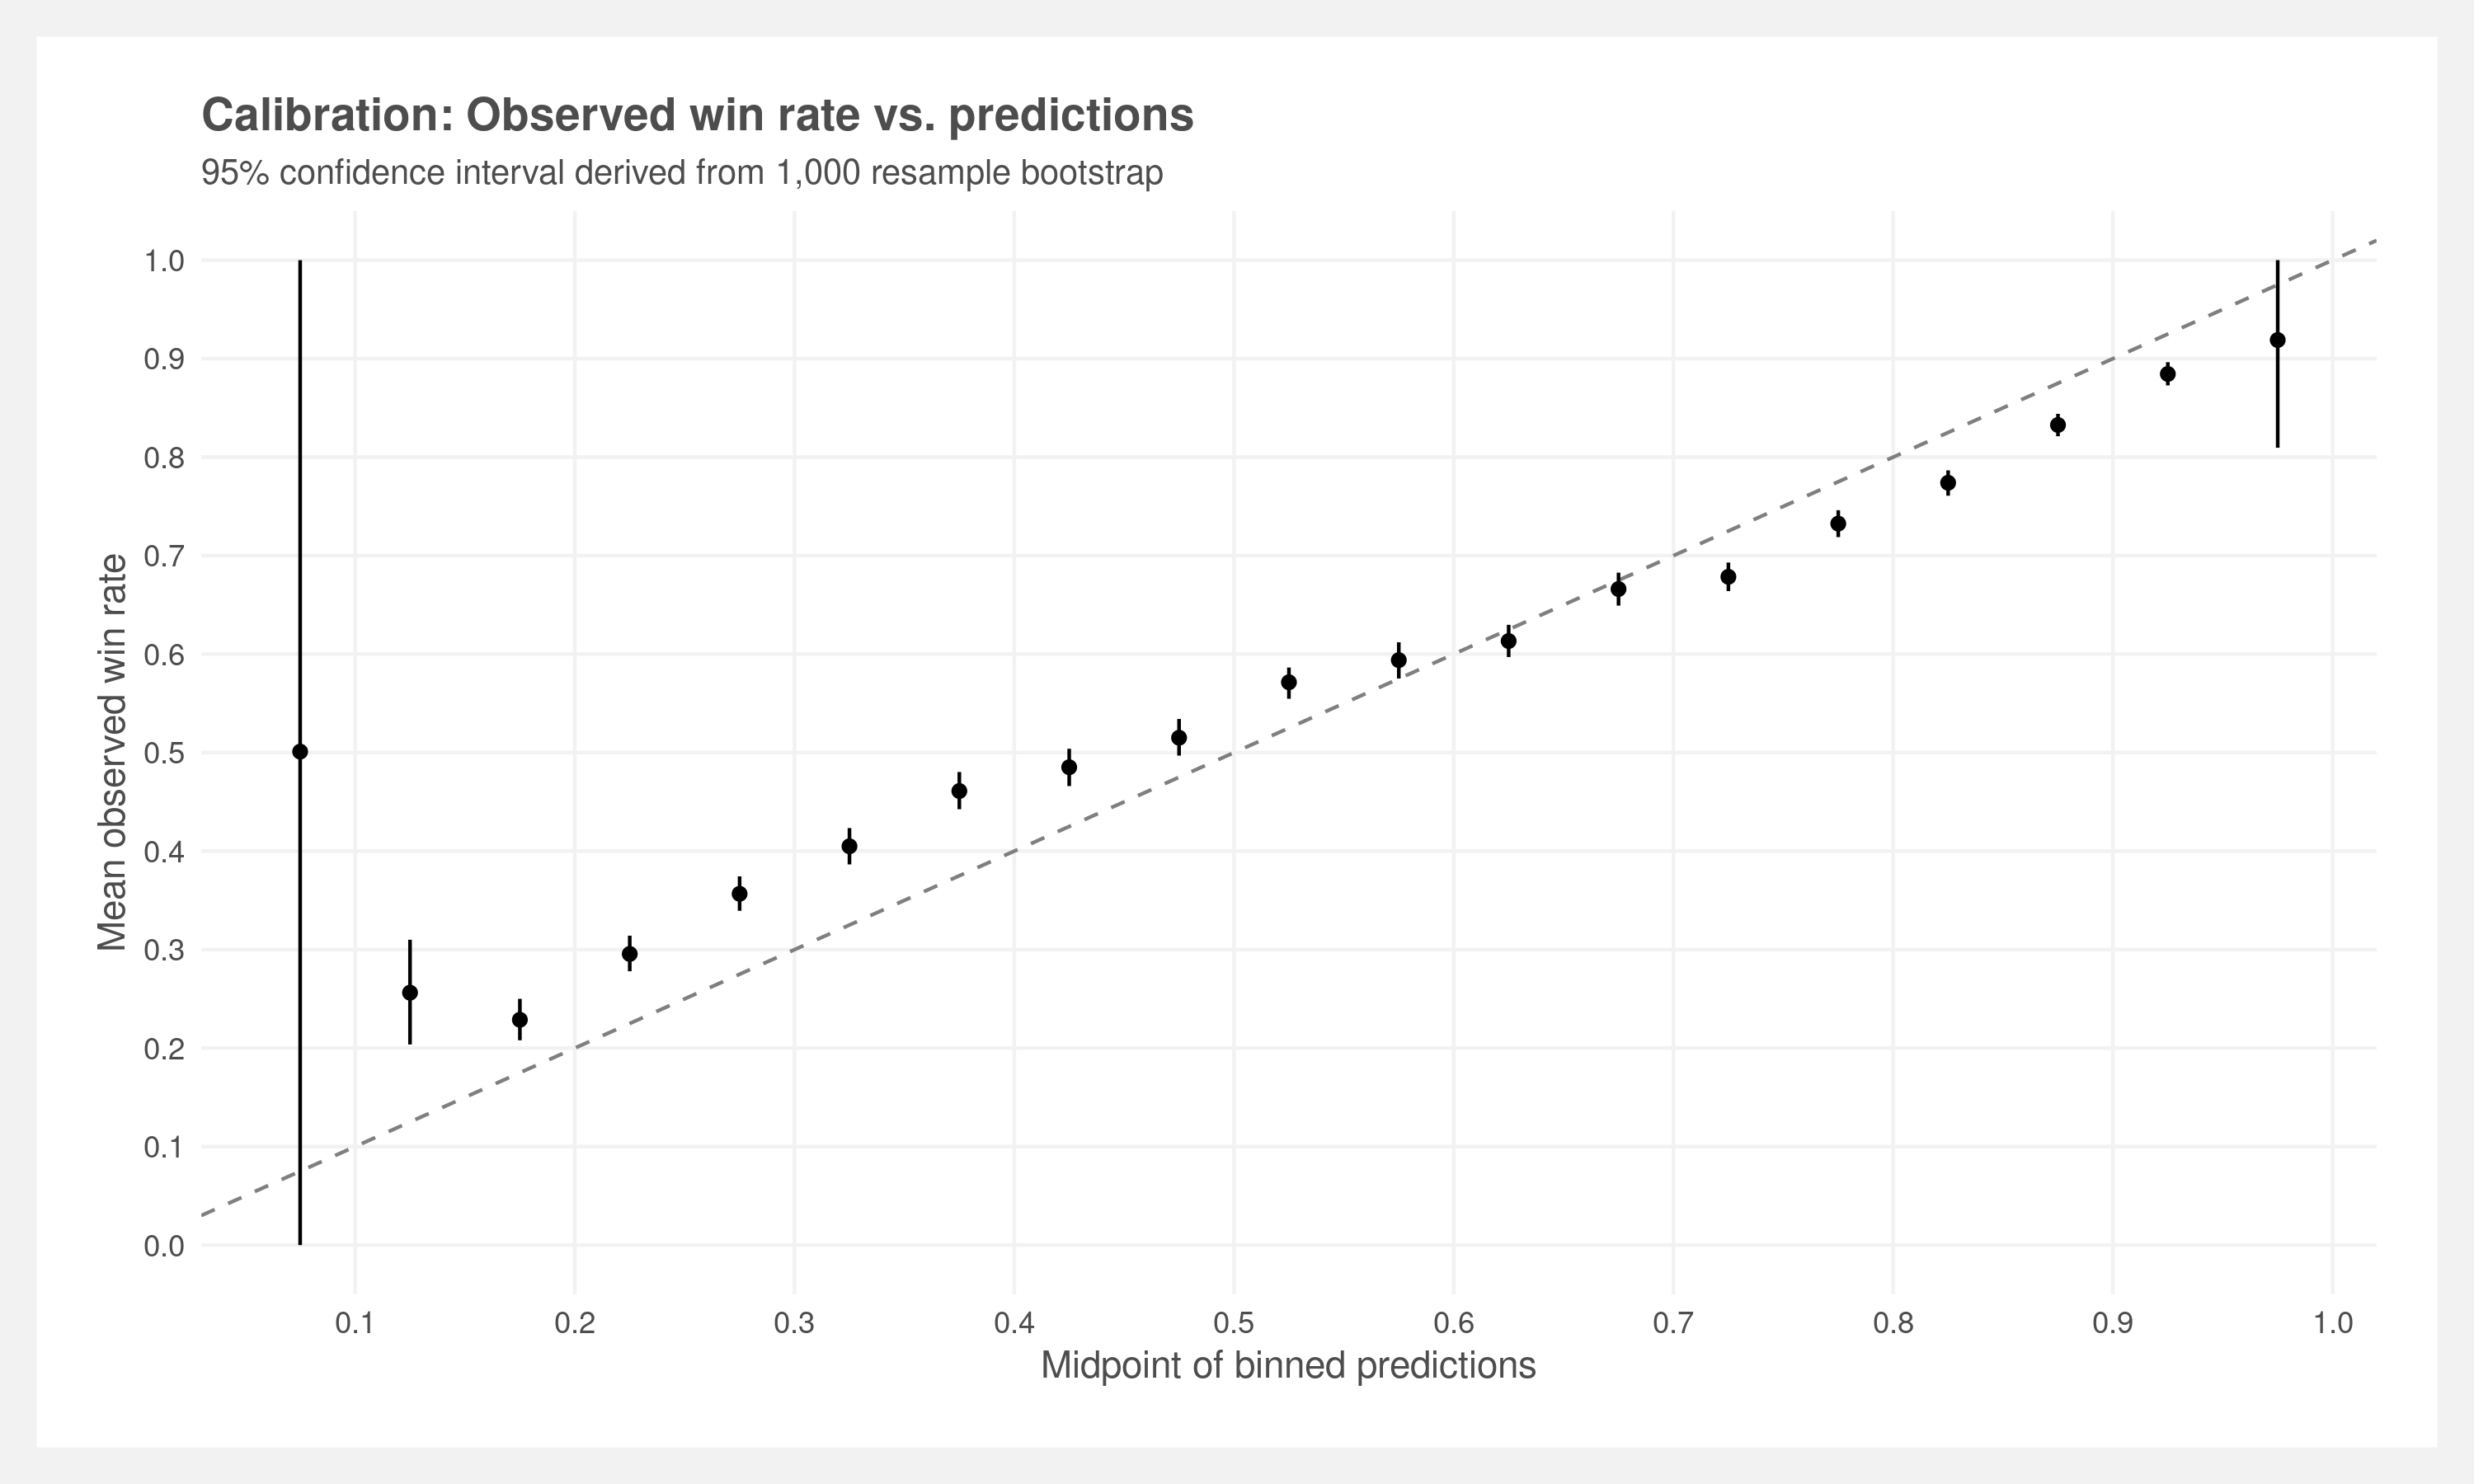 Calibration: Observed win rate vs. predictions
95% confidence interval derived from 1,000 resample bootstrap
Mean observed win rate
1.0
0.9
0.8
0.7
0.6
0.5
0.4
0.3
0.2
0.1
0.0
0.1 0.2 0.3 0.4 0.5 0.6 0.7 0.8 0.9 1.0
Midpoint of binned predictions